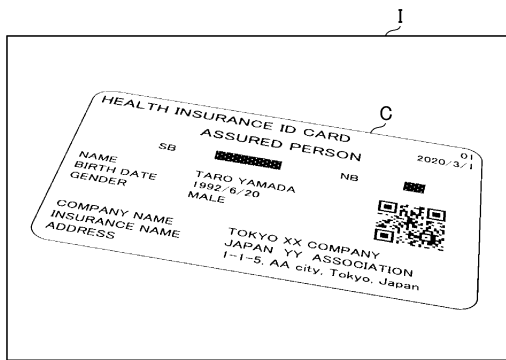 I
C
HEALTH INSURANCE ID CARD 01
ASSURED PERSON 2020/3/1
SB NB
NAME TARO YAMADA
BIRTH DATE 1992/6/20
GENDER MALE
COMPANY NAME TOKYO XX COMPANY
INSURANCE NAME JAPAN YY ASSOCIATION
ADDRESS 1-1-5, AA city, Tokyo, Japan